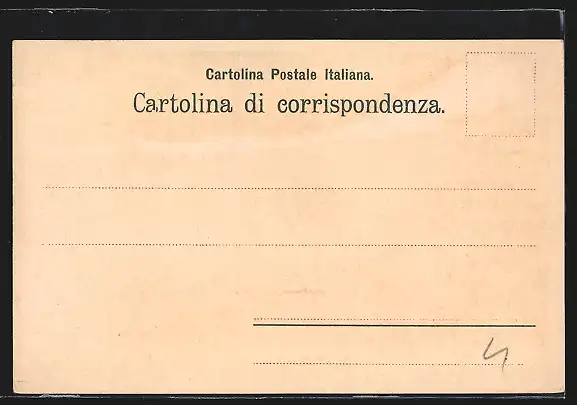 Cartolina Postale Italiana.
Cartolina di corrispondenza.